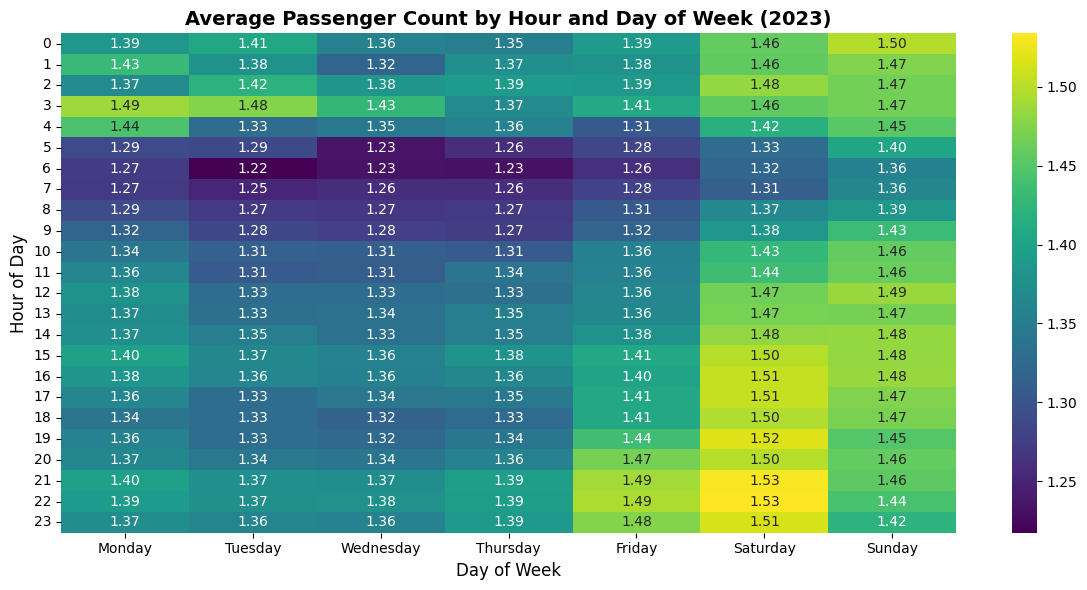 Average Passenger Count by Hour and Day of Week (2023)
0 1.39 1.41 1.36 1.35 1.39 1.46 1.50
1 1.43 1.38 1.32 1.37 1.38 1.46 1.47
2 1.37 1.42 1.38 1.39 1.39 1.48 1.47
3 1.49 1.48 1.43 1.37 1.41 1.46 1.47
4 1.44 1.33 1.35 1.36 1.31 1.42 1.45
5 1.29 1.29 1.23 1.26 1.28 1.33 1.40
6 1.27 1.22 1.23 1.23 1.26 1.32 1.36
7 1.27 1.25 1.26 1.26 1.28 1.31 1.36
8 1.29 1.27 1.27 1.27 1.31 1.37 1.39
9 1.32 1.28 1.28 1.27 1.32 1.38 1.43
10 1.34 1.31 1.31 1.31 1.36 1.43 1.46
11 1.36 1.31 1.31 1.34 1.36 1.44 1.46
12 1.38 1.33 1.33 1.33 1.36 1.47 1.49
13 1.37 1.33 1.34 1.35 1.36 1.47 1.47
14 1.37 1.35 1.33 1.35 1.38 1.48 1.48
15 1.40 1.37 1.36 1.38 1.41 1.50 1.48
16 1.38 1.36 1.36 1.36 1.40 1.51 1.48
17 1.36 1.33 1.34 1.35 1.41 1.51 1.47
18 1.34 1.33 1.32 1.33 1.41 1.50 1.47
19 1.36 1.33 1.32 1.34 1.44 1.52 1.45
20 1.37 1.34 1.34 1.36 1.47 1.50 1.46
21 1.40 1.37 1.37 1.39 1.49 1.53 1.46
22 1.39 1.37 1.38 1.39 1.49 1.53 1.44
23 1.37 1.36 1.36 1.39 1.48 1.51 1.42
Monday Tuesday Wednesday Thursday Friday Saturday Sunday
Day of Week
Hour of Day
1.50
1.45
1.40
1.35
1.30
1.25